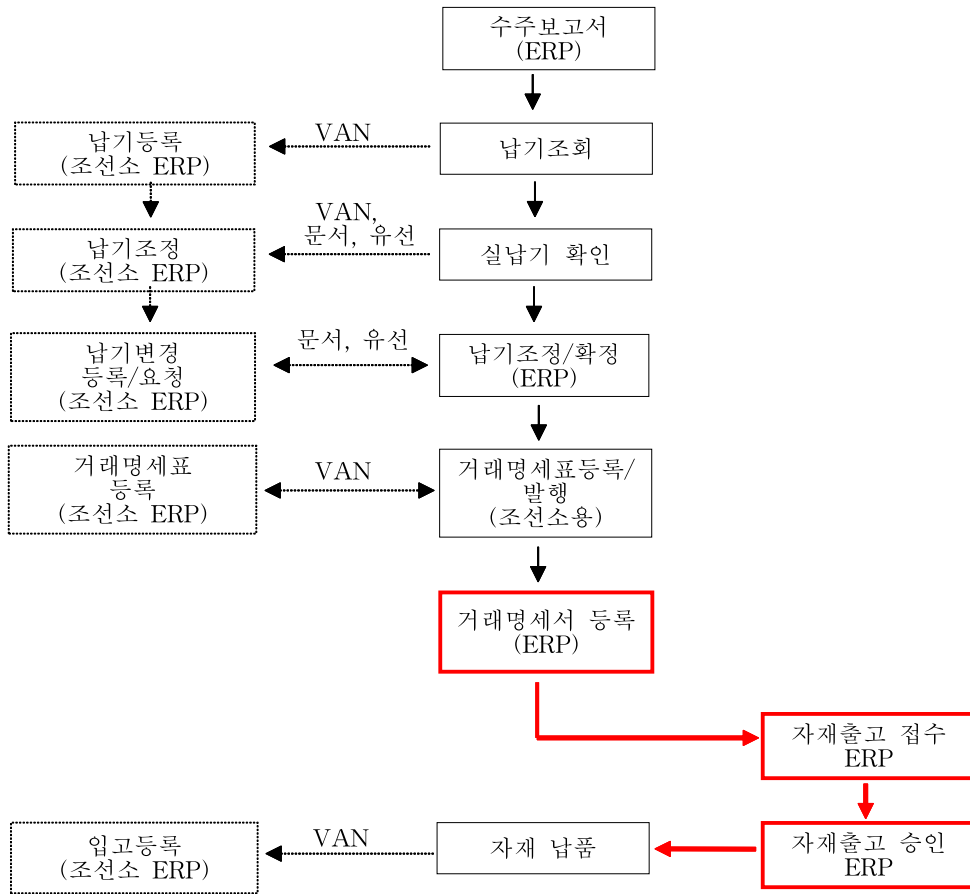 수주보고서
(ERP)
납기등록
(조선소 ERP)
VAN
납기조회
납기조정
(조선소 ERP)
VAN,
문서, 유선
실납기 확인
납기변경
등록/요청
(조선소 ERP)
문서, 유선
납기조정/확정
(ERP)
거래명세표
등록
(조선소 ERP)
VAN
거래명세표등록/
발행
(조선소용)
거래명세서 등록
(ERP)
자재출고 접수
ERP
입고등록
(조선소 ERP)
VAN
자재 납품
자재출고 승인
ERP